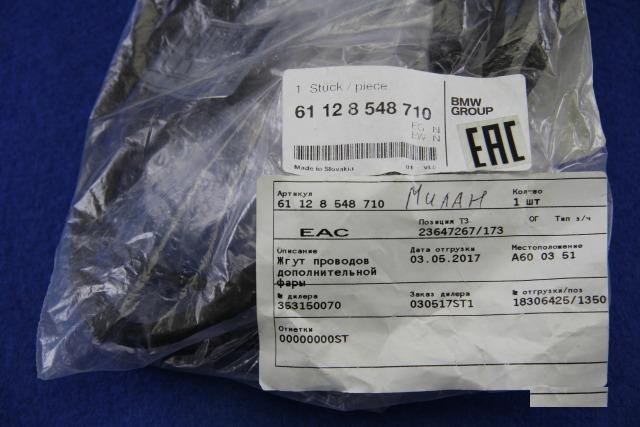 1 Stück / piece
61 12 8 548 710
EG N
EW N
BMW
GROUP
EAC
Made in Slovakia
Артикул
Кол-во
61 12 8 548 710
МИЛАН
1 шт
Позиция ТЗ
ОГ Тип з/ч
EAC
23647267/173
Описание
Дата отгрузки
Местоположение
Жгут проводов
дополнительной
фары
03.05.2017
A60 03 51
№ дилера
Заказ дилера
№ отгрузки/поз
353150070
030517ST1
18306425/1350
Отметки
00000000ST